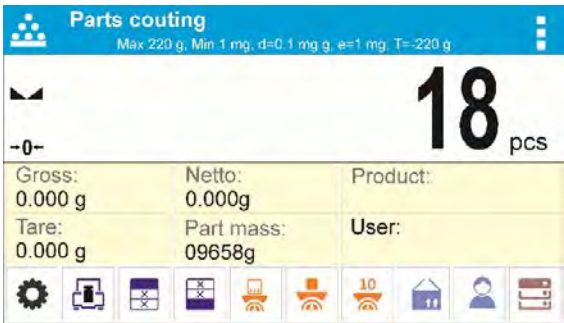 Parts couting
Max 220 g, Min 1 mg, d=0.1 mg g, e=1 mg, T=-220 g
18 pcs
→0←
Gross:
0.000 g
Netto:
0.000g
Product:
Tare:
0.000 g
Part mass:
09658g
User:
10